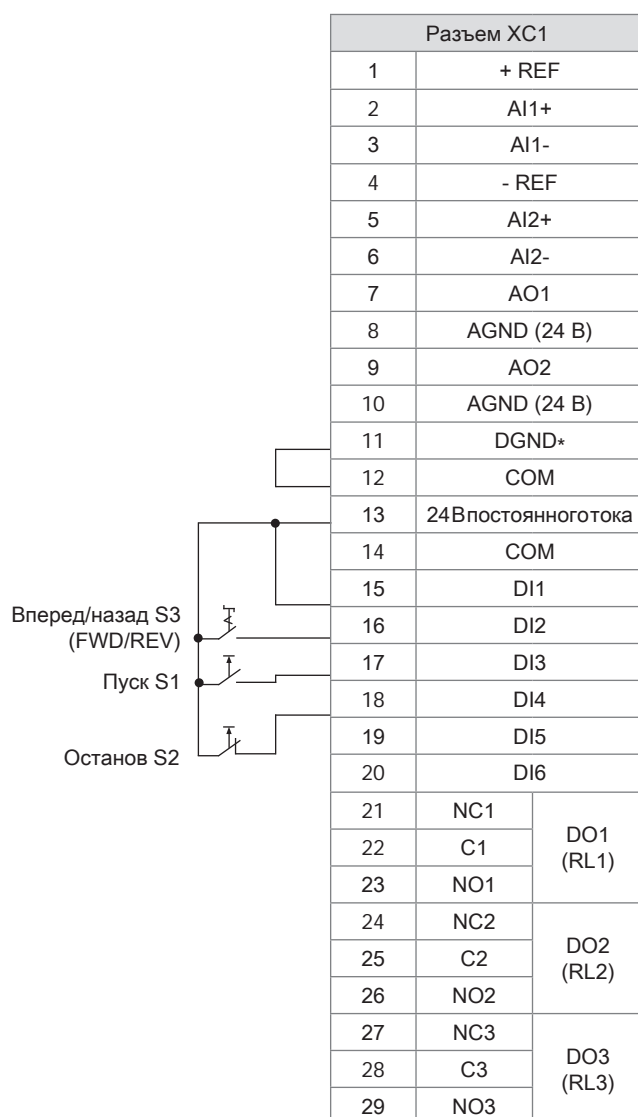 Разъем XC1
1 + REF
2 AI1+
3 AI1-
4 - REF
5 AI2+
6 AI2-
7 AO1
8 AGND (24 В)
9 AO2
10 AGND (24 В)
11 DGND*
12 COM
13 24Впостоянноготока
14 COM
15 DI1
Вперед/назад S3
(FWD/REV)
16 DI2
17 DI3
Пуск S1
18 DI4
19 DI5
Останов S2
20 DI6
21 NC1
22 C1
23 NO1
DO1
(RL1)
24 NC2
25 C2
26 NO2
DO2
(RL2)
27 NC3
28 C3
29 NO3
DO3
(RL3)